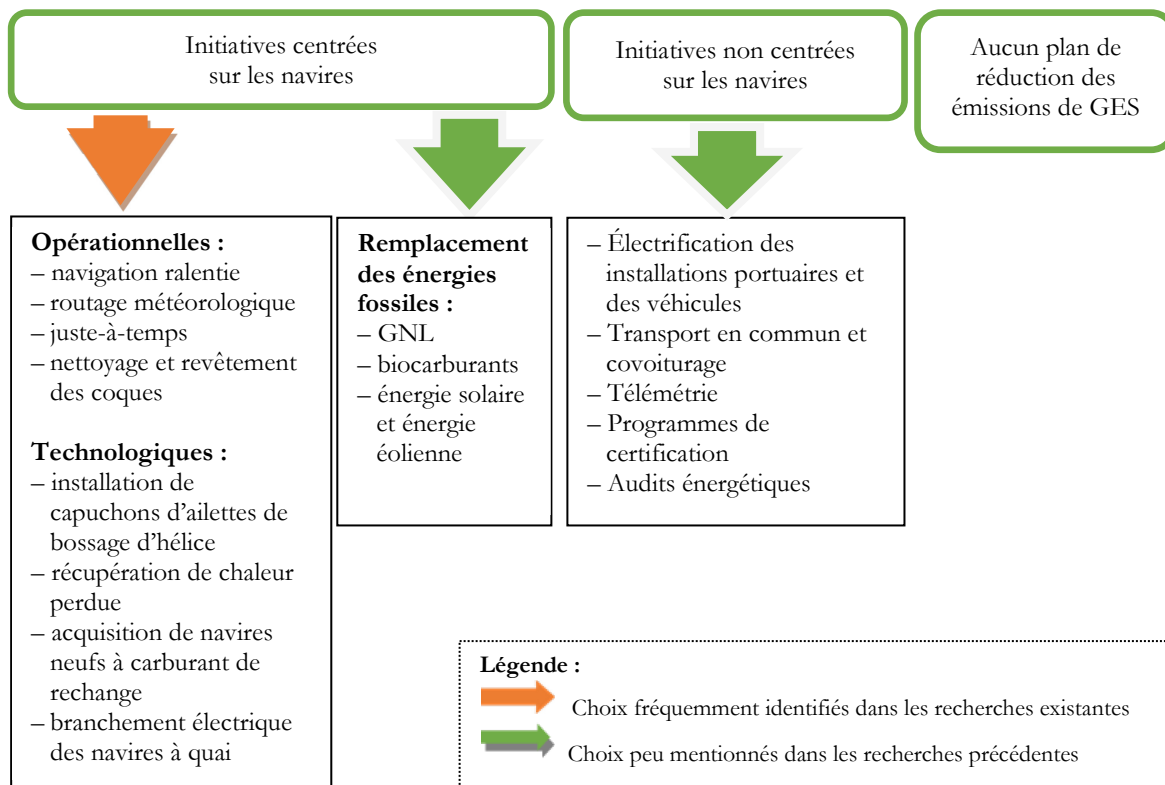 Initiatives centrées
sur les navires
Initiatives non centrées
sur les navires
Aucun plan de
réduction des
émissions de GES
Opérationnelles :
– navigation ralentie
– routage météorologique
– juste-à-temps
– nettoyage et revêtement
des coques
Technologiques :
– installation de
capuchons d’ailettes de
bossage d’hélice
– récupération de chaleur
perdue
– acquisition de navires
neufs à carburant de
rechange
– branchement électrique
des navires à quai
Remplacement
des énergies
fossiles :
– GNL
– biocarburants
– énergie solaire
et énergie
éolienne
– Électrification des
installations portuaires et
des véhicules
– Transport en commun et
covoiturage
– Télémétrie
– Programmes de
certification
– Audits énergétiques
Légende :
Choix fréquemment identifiés dans les recherches existantes
Choix peu mentionnés dans les recherches précédentes